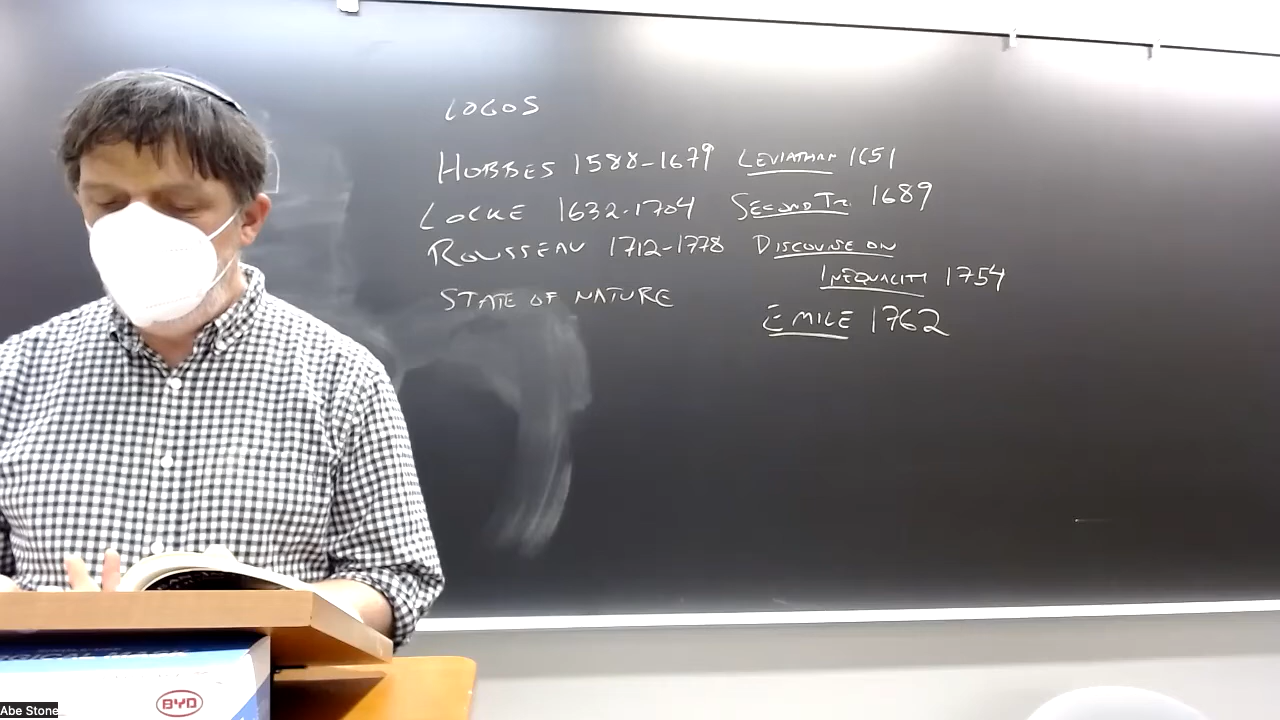 LOGOS
HOBBES 1588-1679 LEVIATHAN 1651
LOCKE 1632-1704 SECOND TR. 1689
ROUSSEAU 1712-1778 DISCOURSE ON
INEQUALITY 1754
STATE OF NATURE
EMILE 1762
BYD
Abe Stone